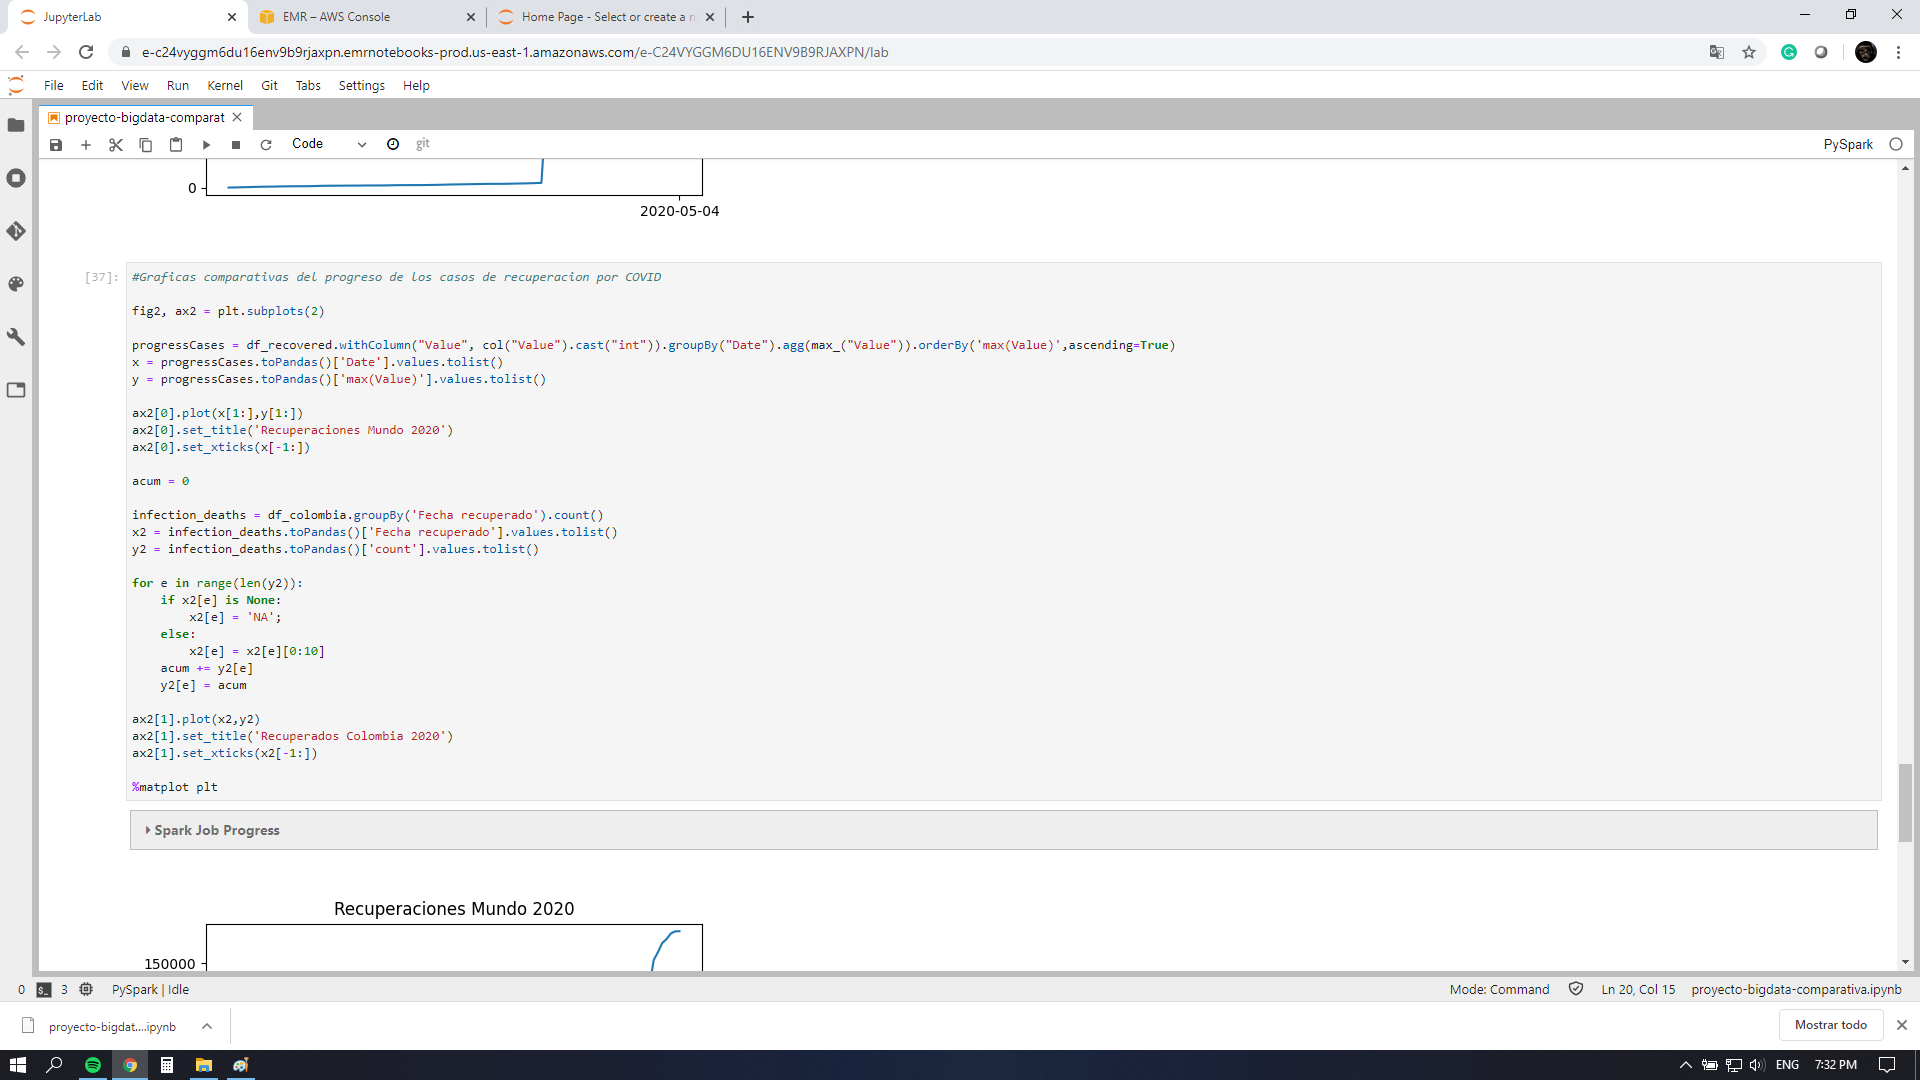 JupyterLab
EMR – AWS Console
Home Page - Select or create a n
e-c24vyggm6du16env9b9rjaxpn.emrnotebooks-prod.us-east-1.amazonaws.com/e-C24VYGGM6DU16ENV9B9RJAXPN/lab
File Edit View Run Kernel Git Tabs Settings Help
proyecto-bigdata-comparat
Code
git
PySpark
0
2020-05-04
[37]:
#Graficas comparativas del progreso de los casos de recuperacion por COVID
fig2, ax2 = plt.subplots(2)
progressCases = df_recovered.withColumn("Value", col("Value").cast("int")).groupBy("Date").agg(max_("Value")).orderBy('max(Value)',ascending=True)
x = progressCases.toPandas()['Date'].values.tolist()
y = progressCases.toPandas()['max(Value)'].values.tolist()
ax2[0].plot(x[1:],y[1:])
ax2[0].set_title('Recuperaciones Mundo 2020')
ax2[0].set_xticks(x[-1:])
acum = 0
infection_deaths = df_colombia.groupBy('Fecha recuperado').count()
x2 = infection_deaths.toPandas()['Fecha recuperado'].values.tolist()
y2 = infection_deaths.toPandas()['count'].values.tolist()
for e in range(len(y2)):
    if x2[e] is None:
        x2[e] = 'NA';
    else:
        x2[e] = x2[e][0:10]
    acum += y2[e]
    y2[e] = acum
ax2[1].plot(x2,y2)
ax2[1].set_title('Recuperados Colombia 2020')
ax2[1].set_xticks(x2[-1:])
%matplot plt
Spark Job Progress
Recuperaciones Mundo 2020
150000
0 $_ 3 PySpark | Idle
Mode: Command
Ln 20, Col 15
proyecto-bigdata-comparativa.ipynb
proyecto-bigdat....ipynb
Mostrar todo
ENG 7:32 PM